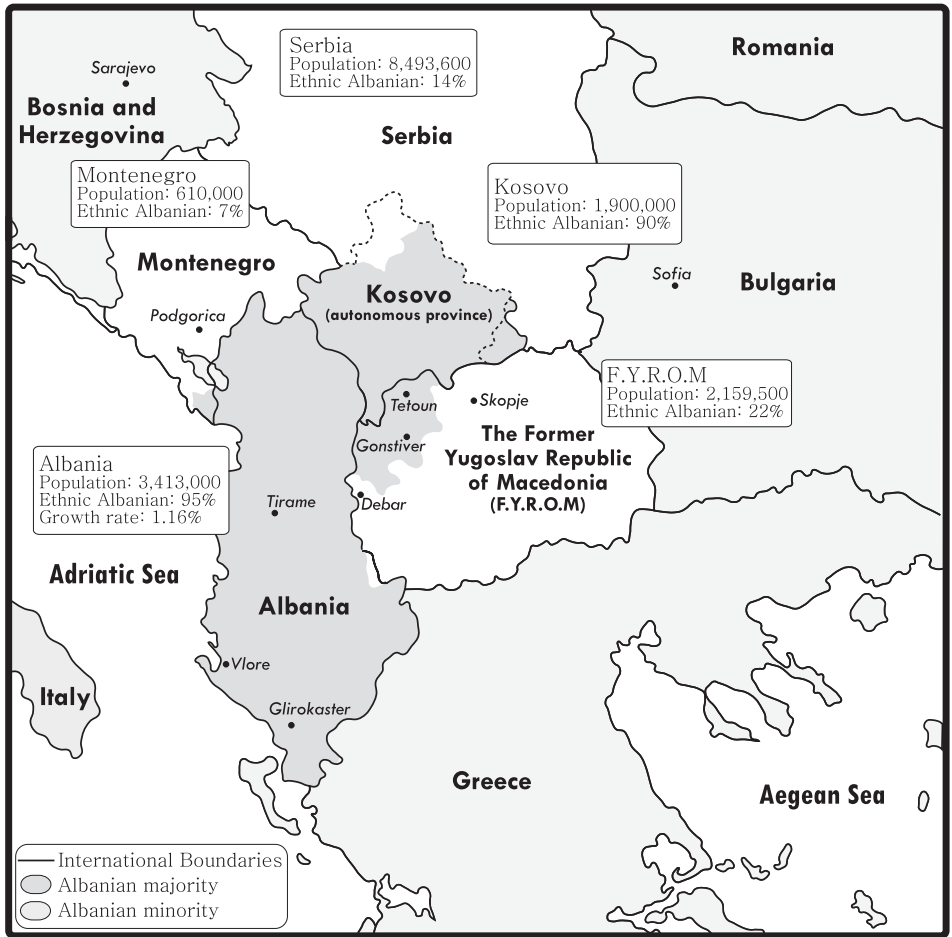 Romania
Serbia
Population: 8,493,600
Ethnic Albanian: 14%
Sarajevo
Bosnia and
Herzegovina
Serbia
Montenegro
Population: 610,000
Ethnic Albanian: 7%
Kosovo
Population: 1,900,000
Ethnic Albanian: 90%
Montenegro
Sofia
Bulgaria
Kosovo
(autonomous province)
Podgorica
F.Y.R.O.M
Population: 2,159,500
Ethnic Albanian: 22%
Tetoun
Skopje
Gonstiver
The Former
Yugoslav Republic
of Macedonia
(F.Y.R.O.M)
Albania
Population: 3,413,000
Ethnic Albanian: 95%
Growth rate: 1.16%
Tirame
Debar
Adriatic Sea
Albania
Vlore
Italy
Glirokaster
Greece
Aegean Sea
International Boundaries
Albanian majority
Albanian minority